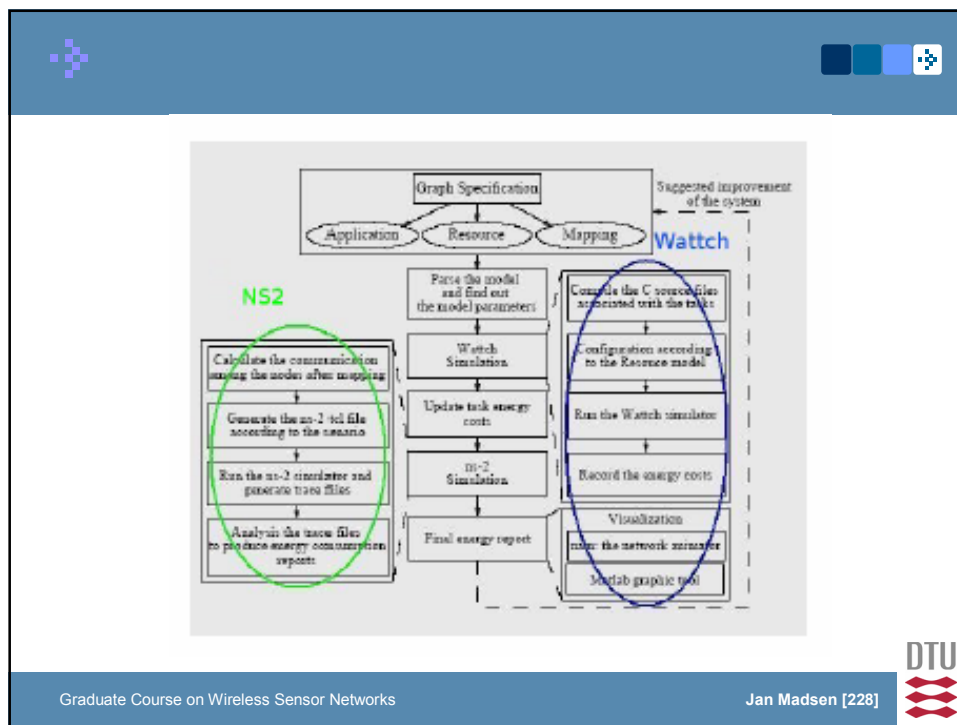 Graph Specification
Application
Resource
Mapping
Suggested improvement
of the system
Wattch
NS2
Parse the model
and find out
the model parameters
Wattch
Simulation
Update task energy
costs
ns-2
Simulation
Final energy report
Calculate the communication
among the nodes after mapping
Generate the ns-2 tcl file
according to the scenario
Run the ns-2 simulator and
generate trace files
Analysis the traces files
to produce energy consumption
reports
Compile the C source files
associated with the tasks
Configuration according
to the Resource model
Run the Wattch simulator
Record the energy costs
Visualization
the network animator
Matlab graphic tool
Graduate Course on Wireless Sensor Networks
Jan Madsen [228]
DTU